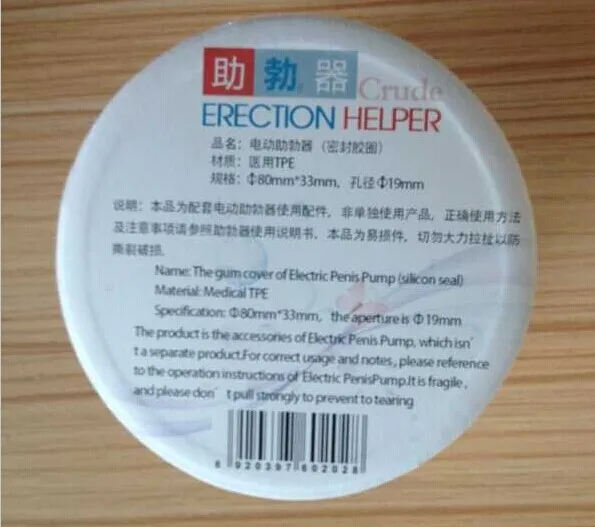 助勃器
Crude
ERECTION HELPER
品名：电动助勃器（密封胶圈）
材质：医用TPE
规格：Φ80mm*33mm，孔径Φ19mm
说明：本品为配套电动助勃器使用配件，非单独使用产品，正确使用方法
及注意事项请参照助勃器使用说明书，本品为易损件，切勿大力拉扯以防
撕裂破损.
Name: The gum cover of Electric Penis Pump (silicon seal)
Material: Medical TPE
Specification: Φ80mm*33mm, the aperture is Φ19mm
The product is the accessories of Electric Penis Pump, which isn'
t a separate product.For correct usage and notes , please reference
to the operation instructions of Electric PenisPump.It is fragile ,
and please don't pull strongly to prevent to tearing.
6 920397 602028